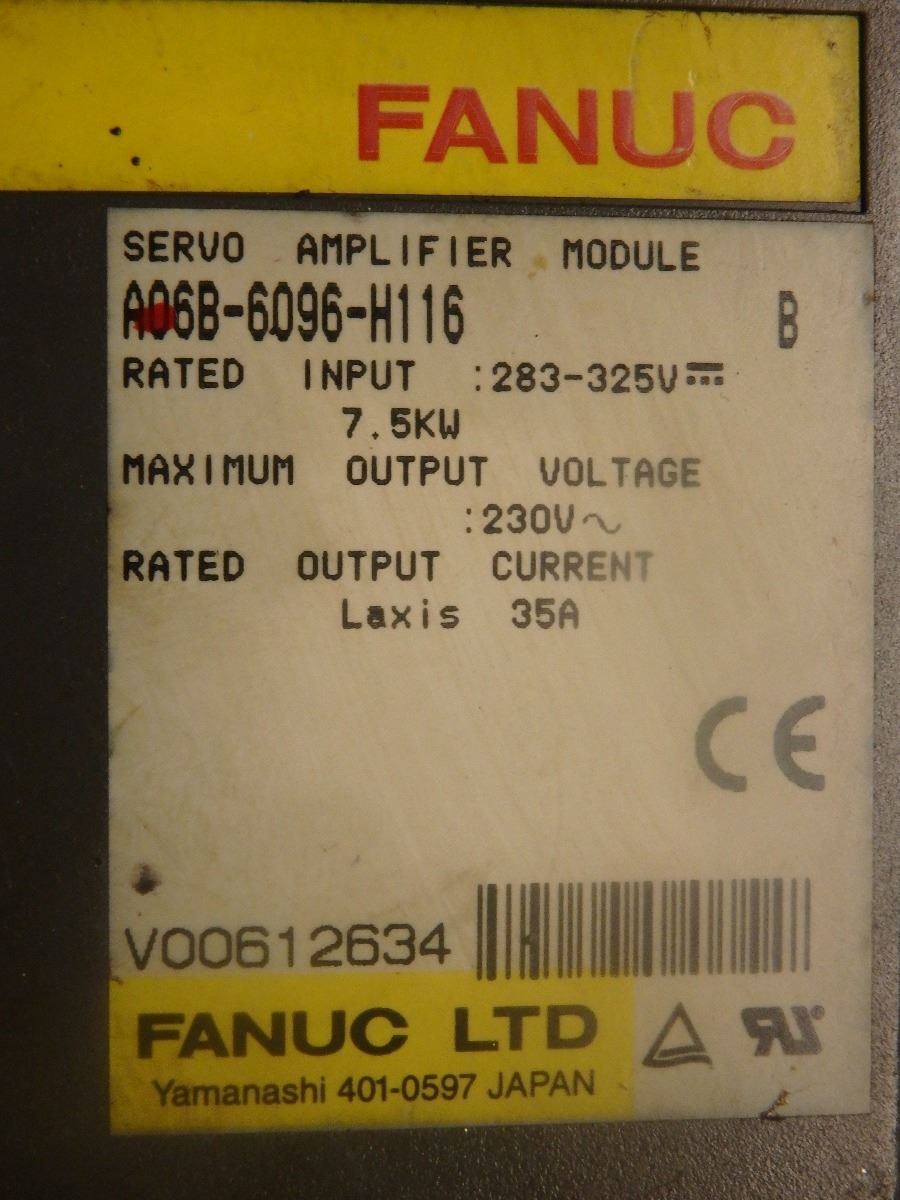 FANUC
SERVO AMPLIFIER MODULE
A06B-6096-H116 B
RATED INPUT :283-325V⎓
7.5KW
MAXIMUM OUTPUT VOLTAGE
:230V~
RATED OUTPUT CURRENT
Laxis 35A
CE
V00612634
FANUC LTD
Yamanashi 401-0597 JAPAN